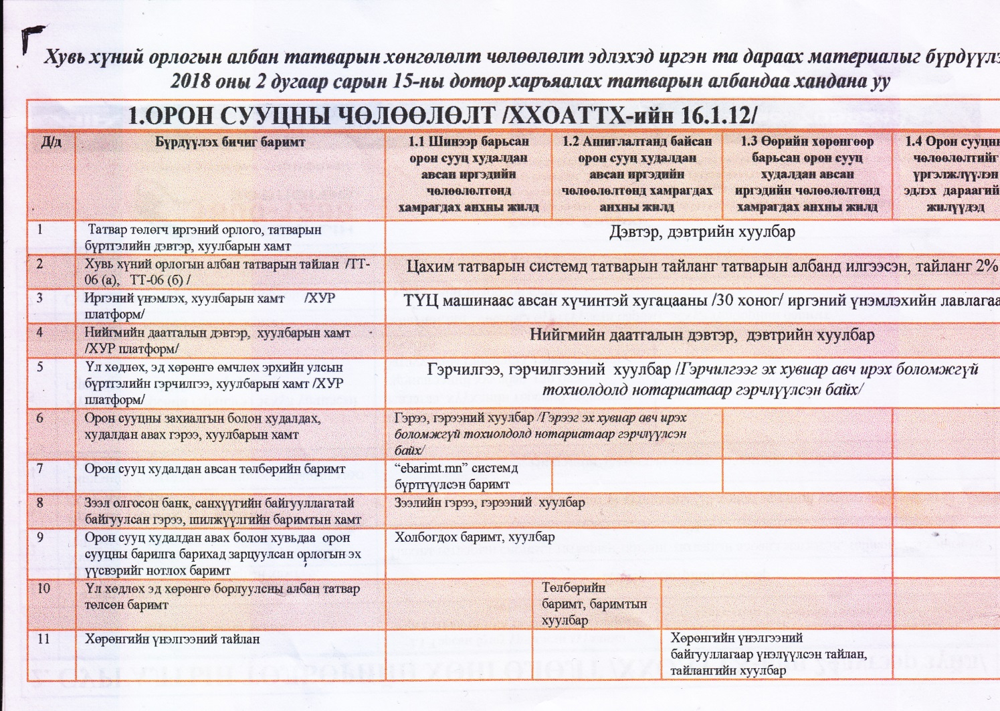 Хувь хүний орлогын албан татварын хөнгөлөлт чөлөөлөлт эдлэхэд иргэн та дараах материалыг бүрдүүлэ
2018 оны 2 дугаар сарын 15-ны дотор харъяалах татварын албандаа хандана уу
1.ОРОН СУУЦНЫ ЧӨЛӨӨЛӨЛТ /ХХОАТТХ-ийн 16.1.12/
Д/д
Бүрдүүлэх бичиг баримт
1.1 Шинээр барьсан
орон сууц худалдан
авсан иргэдийн
чөлөөлөлтөнд
хамрагдах анхны жилд
1.2 Ашиглалтанд байсан
орон сууц худалдан
авсан иргэдийн
чөлөөлөлтөнд хамрагдах
анхны жилд
1.3 Өөрийн хөрөнгөөр
барьсан орон сууц
худалдан авсан
иргэдийн чөлөөлөлтөнд
хамрагдах анхны жилд
1.4 Орон сууцны
чөлөөлөлтийг
үргэлжлүүлэн
эдлэх дараагийн
жилүүдэд
1
Татвар төлөгч иргэний орлого, татварын
бүртгэлийн дэвтэр, хуулбарын хамт
Дэвтэр, дэвтрийн хуулбар
2
Хувь хүний орлогын албан татварын тайлан /ТТ-
06 (а), ТТ-06 (б) /
Цахим татварын системд татварын тайланг татварын албанд илгээсэн, тайланг 2%
3
Иргэний үнэмлэх, хуулбарын хамт /ХУР
платформ/
ТҮЦ машинаас авсан хүчинтэй хугацааны /30 хоног/ иргэний үнэмлэхийн лавлагаа
4
Нийгмийн даатгалын дэвтэр, хуулбарын хамт
/ХУР платформ/
Нийгмийн даатгалын дэвтэр, дэвтрийн хуулбар
5
Үл хөдлөх, эд хөрөнгө өмчлөх эрхийн улсын
бүртгэлийн гэрчилгээ, хуулбарын хамт /ХУР
платформ/
Гэрчилгээ, гэрчилгээний хуулбар /Гэрчилгээг эх хувиар авч ирэх боломжгүй
тохиолдолд нотариатаар гэрчлүүлсэн байх/
6
Орон сууцны захиалгын болон худалдах,
худалдан авах гэрээ, хуулбарын хамт
Гэрээ, гэрээний хуулбар /Гэрээг эх хувиар авч ирэх
боломжгүй тохиолдолд нотариатаар гэрчлүүлсэн
байх/
7
Орон сууц худалдан авсан төлбөрийн баримт
“ebarimt.mn” системд
бүртгүүлсэн баримт
8
Зээл олгосон банк, санхүүгийн байгууллагатай
байгуулсан гэрээ, шилжүүлгийн баримтын хамт
Зээлийн гэрээ, гэрээний хуулбар
9
Орон сууц худалдан авах болон хувьдаа орон
сууцны барилга барихад зарцуулсан орлогын эх
үүсвэрийг нотлох баримт
Холбогдох баримт, хуулбар
10
Үл хөдлөх эд хөрөнгө борлуулсны албан татвар
төлсөн баримт
Төлбөрийн
баримт, баримтын
хуулбар
11
Хөрөнгийн үнэлгээний тайлан
Хөрөнгийн үнэлгээний
байгууллагаар үнэлүүлсэн тайлан,
тайлангийн хуулбар